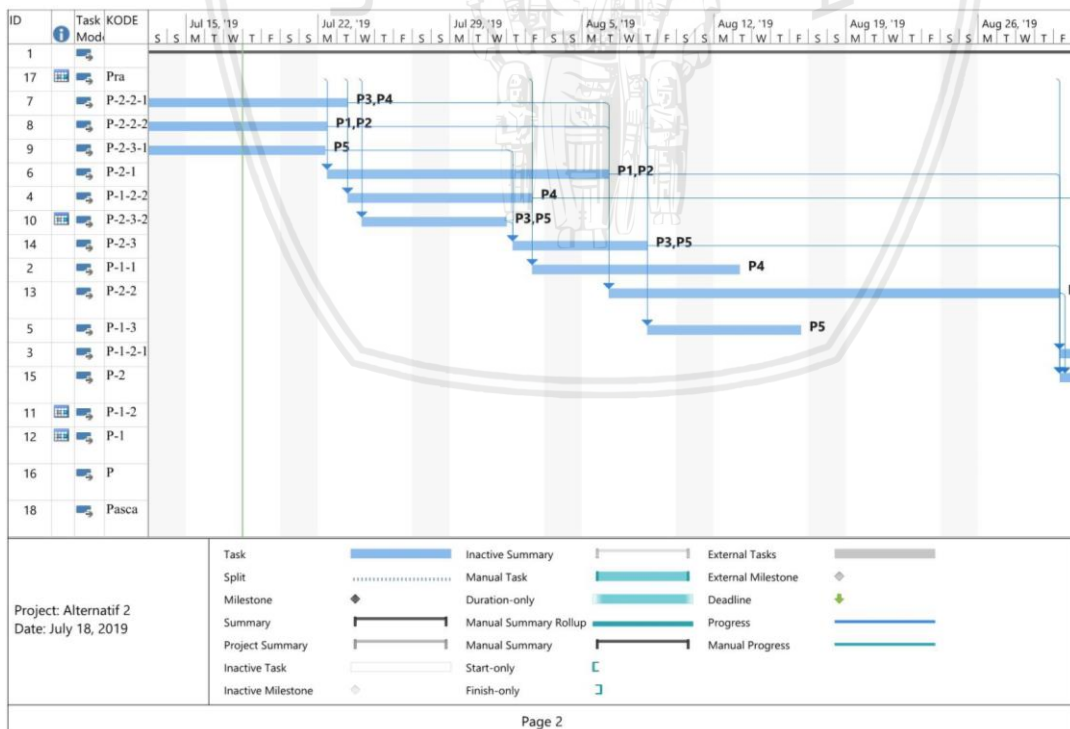 ID Task Mode KODE
Jul 15, '19 Jul 22, '19 Jul 29, '19 Aug 5, '19 Aug 12, '19 Aug 19, '19 Aug 26, '19
S S M T W T F S S M T W T F S S M T W T F S S M T W T F S S M T W T F S S M T W T F S S M T W T F
1
17 Pra
7 P-2-2-1 P3,P4
8 P-2-2-2 P1,P2
9 P-2-3-1 P5
6 P-2-1 P1,P2
4 P-1-2-2 P4
10 P-2-3-2 P3,P5
14 P-2-3 P3,P5
2 P-1-1 P4
13 P-2-2
5 P-1-3 P5
3 P-1-2-1
15 P-2
11 P-1-2
12 P-1
16 P
18 Pasca
Project: Alternatif 2
Date: July 18, 2019
Task Inactive Summary External Tasks
Split Manual Task External Milestone
Milestone Duration-only Deadline
Summary Manual Summary Rollup Progress
Project Summary Manual Summary Manual Progress
Inactive Task Start-only
Inactive Milestone Finish-only
Page 2